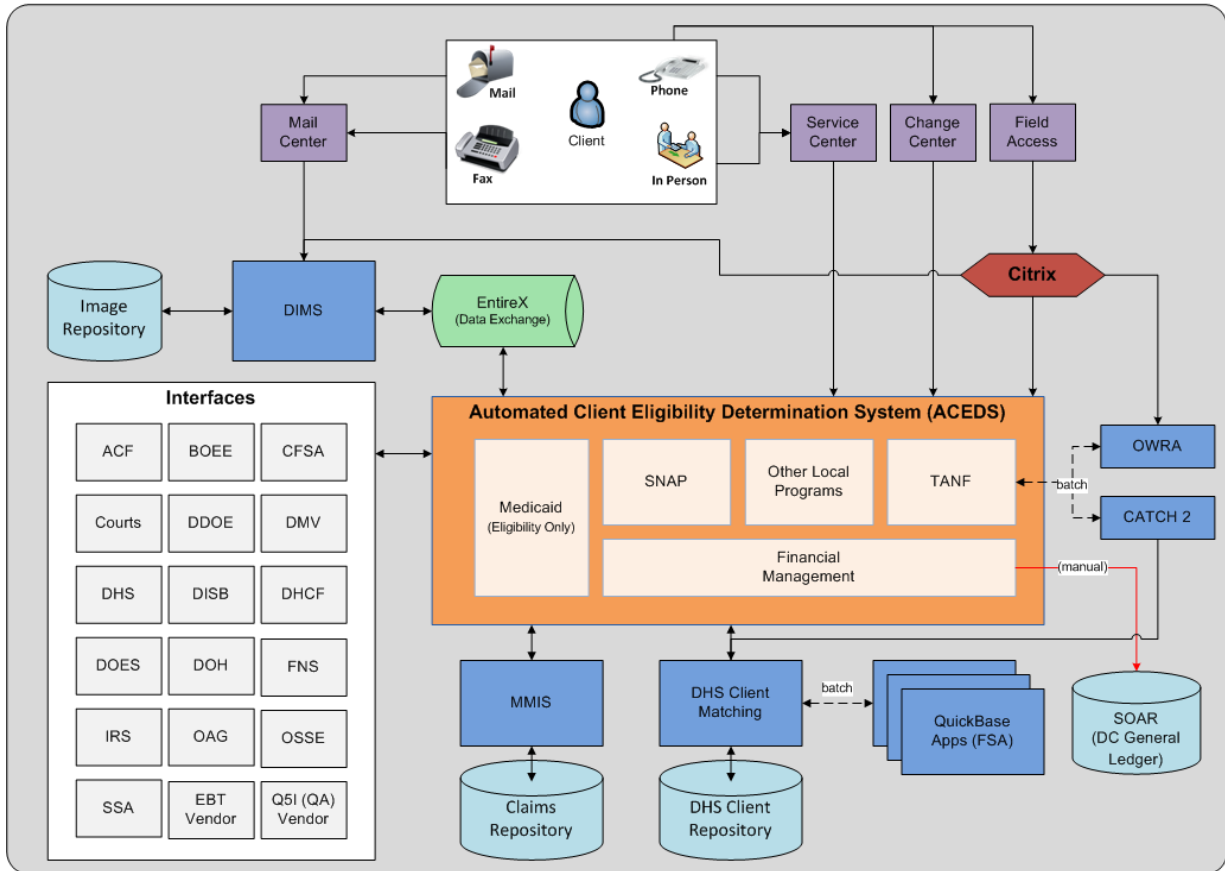 Mail
Phone
Client
Fax
In Person
Mail
Center
Service
Center
Change
Center
Field
Access
Citrix
Image
Repository
DIMS
EntireX
(Data Exchange)
Interfaces
ACF
BOEE
CFSA
Courts
DDOE
DMV
DHS
DISB
DHCF
DOES
DOH
FNS
IRS
OAG
OSSE
SSA
EBT
Vendor
Q5I (QA)
Vendor
Automated Client Eligibility Determination System (ACEDS)
Medicaid
(Eligibility Only)
SNAP
Other Local
Programs
TANF
Financial
Management
batch
OWRA
CATCH 2
(manual)
MMIS
DHS Client
Matching
batch
QuickBase
Apps (FSA)
SOAR
(DC General
Ledger)
Claims
Repository
DHS Client
Repository